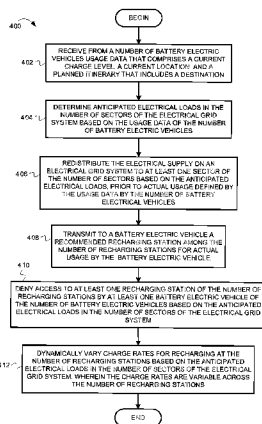 400
BEGIN
402
RECEIVE FROM A NUMBER OF BATTERY ELECTRIC
VEHICLES USAGE DATA THAT COMPRISES A CURRENT
CHARGE LEVEL, A CURRENT LOCATION, AND A
PLANNED ITINERARY THAT INCLUDES A DESTINATION
404
DETERMINE ANTICIPATED ELECTRICAL LOADS IN THE
NUMBER OF SECTORS OF THE ELECTRICAL GRID
SYSTEM BASED ON THE USAGE DATA OF THE NUMBER
OF BATTERY ELECTRIC VEHICLES
406
REDISTRIBUTE THE ELECTRICAL SUPPLY ON AN
ELECTRICAL GRID SYSTEM TO AT LEAST ONE SECTOR
OF THE NUMBER OF SECTORS BASED ON THE ANTICIPATED
ELECTRICAL LOADS, PRIOR TO ACTUAL USAGE DEFINED BY
THE USAGE DATA BY THE NUMBER OF BATTERY
ELECTRICAL VEHICLES
408
TRANSMIT TO A BATTERY ELECTRIC VEHICLE A
RECOMMENDED RECHARGING STATION AMONG THE
NUMBER OF RECHARGING STATIONS FOR ACTUAL
USAGE BY THE BATTERY ELECTRIC VEHICLE
410
DENY ACCESS TO AT LEAST ONE RECHARGING STATION OF THE NUMBER OF
RECHARGING STATIONS BY AT LEAST ONE BATTERY ELECTRIC VEHICLE OF
THE NUMBER OF BATTERY ELECTRIC VEHICLES BASED ON THE ANTICIPATED
ELECTRICAL LOADS IN THE NUMBER OF SECTORS OF THE ELECTRICAL GRID
SYSTEM
412
DYNAMICALLY VARY CHARGE RATES FOR RECHARGING AT THE
NUMBER OF RECHARGING STATIONS BASED ON THE ANTICIPATED
ELECTRICAL LOADS IN THE NUMBER OF SECTORS OF THE ELECTRICAL
GRID SYSTEM, WHEREIN THE CHARGE RATES ARE VARIABLE ACROSS
THE NUMBER OF RECHARGING STATIONS
END